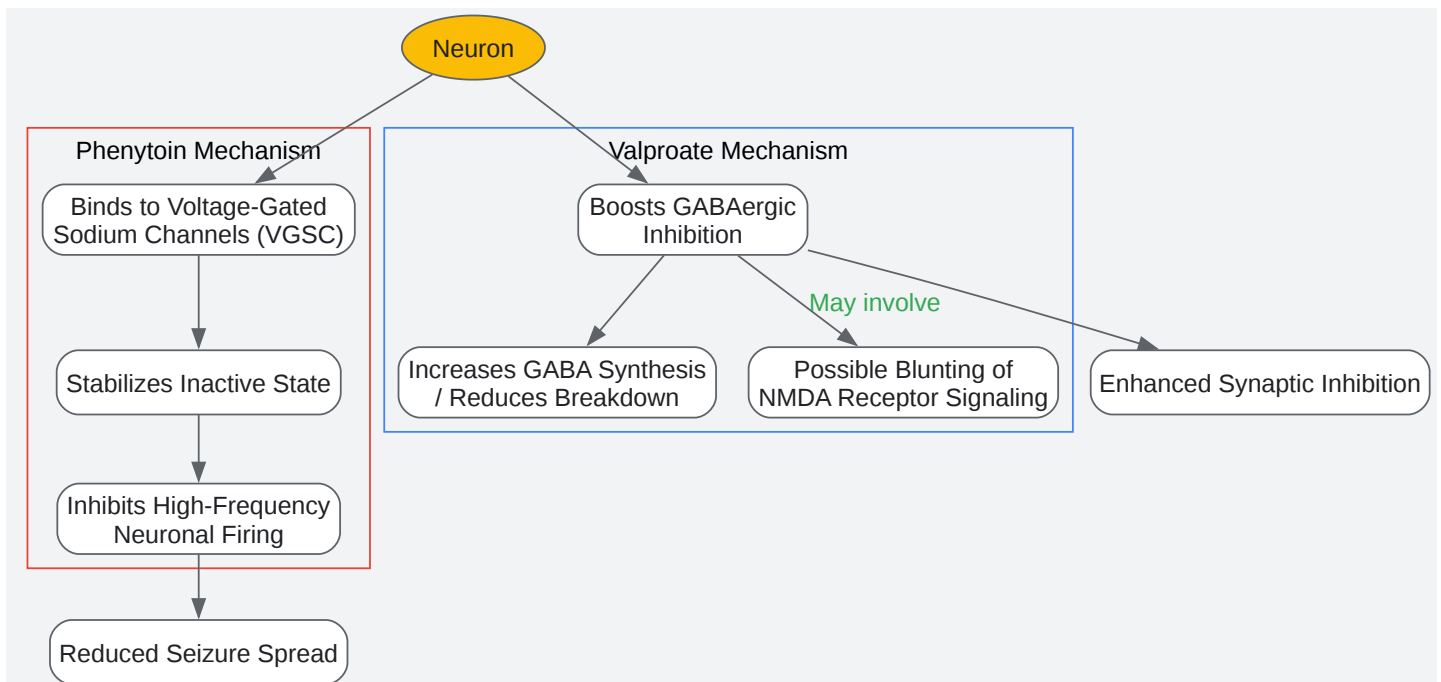 Neuron
Phenytoin Mechanism
Valproate Mechanism
Binds to Voltage-Gated
Sodium Channels (VGSC)
Boosts GABAergic
Inhibition
May involve
Stabilizes Inactive State
Increases GABA Synthesis
/ Reduces Breakdown
Possible Blunting of
NMDA Receptor Signaling
Enhanced Synaptic Inhibition
Inhibits High-Frequency
Neuronal Firing
Reduced Seizure Spread